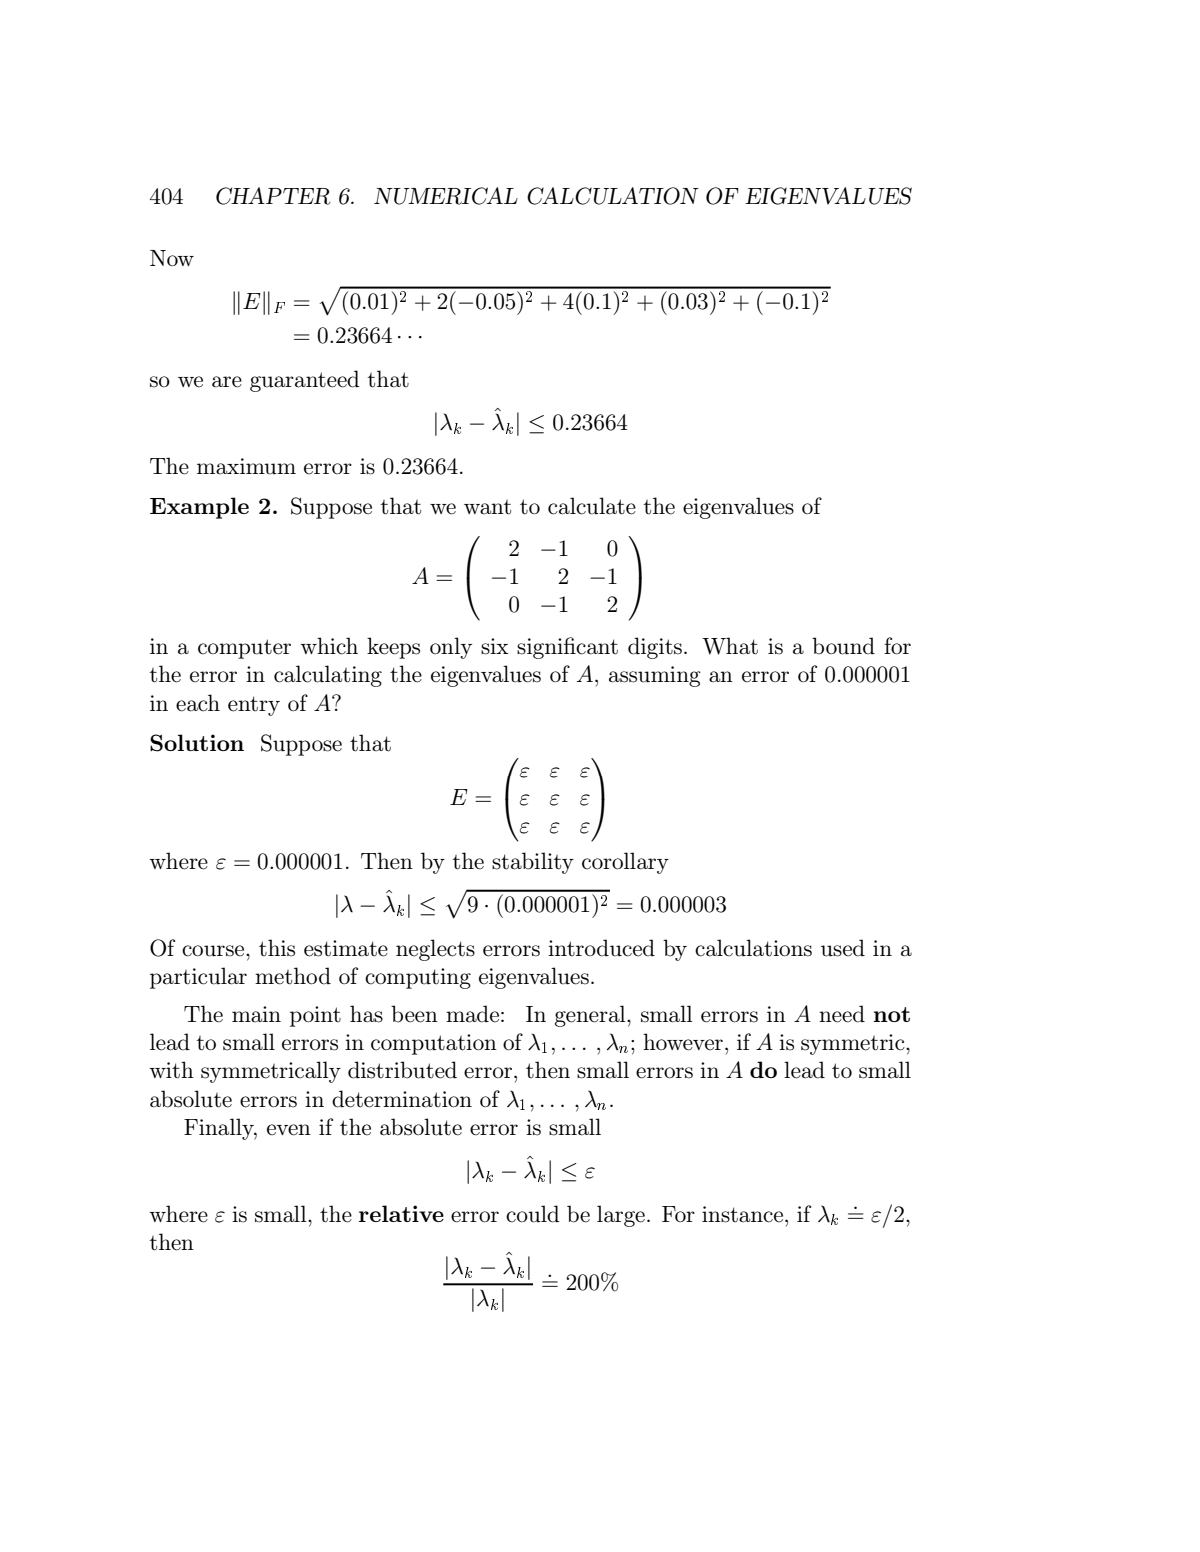 404 CHAPTER 6. NUMERICAL CALCULATION OF EIGENVALUES
Now
‖E‖_F = √((0.01)² + 2(−0.05)² + 4(0.1)² + (0.03)² + (−0.1)²)
= 0.23664 · · ·
so we are guaranteed that
|λ_k − λ̂_k| ≤ 0.23664
The maximum error is 0.23664.
Example 2. Suppose that we want to calculate the eigenvalues of
2 −1 0
A = ( −1 2 −1 )
0 −1 2
in a computer which keeps only six significant digits. What is a bound for
the error in calculating the eigenvalues of A, assuming an error of 0.000001
in each entry of A?
Solution Suppose that
ε ε ε
E = ( ε ε ε )
ε ε ε
where ε = 0.000001. Then by the stability corollary
|λ − λ̂_k| ≤ √(9 · (0.000001)²) = 0.000003
Of course, this estimate neglects errors introduced by calculations used in a
particular method of computing eigenvalues.
The main point has been made: In general, small errors in A need not
lead to small errors in computation of λ₁, . . . , λₙ; however, if A is symmetric,
with symmetrically distributed error, then small errors in A do lead to small
absolute errors in determination of λ₁, . . . , λₙ.
Finally, even if the absolute error is small
|λ_k − λ̂_k| ≤ ε
where ε is small, the relative error could be large. For instance, if λ_k ≐ ε/2,
then
|λ_k − λ̂_k| / |λ_k| ≐ 200%